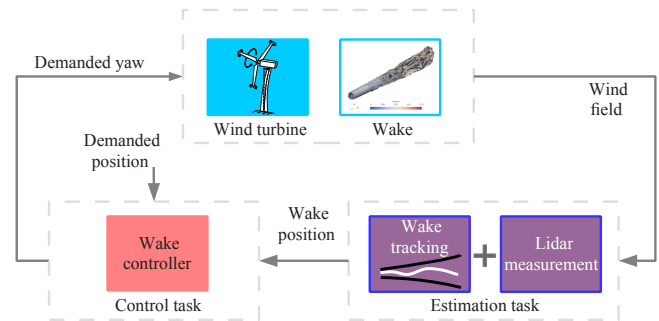 Demanded yaw
Wind turbine
Wake
Wind
field
Demanded
position
Wake
controller
Control task
Wake
position
Wake
tracking
+
Lidar
measurement
Estimation task